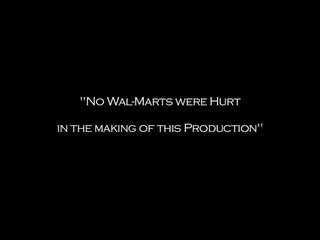 "No Wal-Marts were Hurt
in the making of this Production"